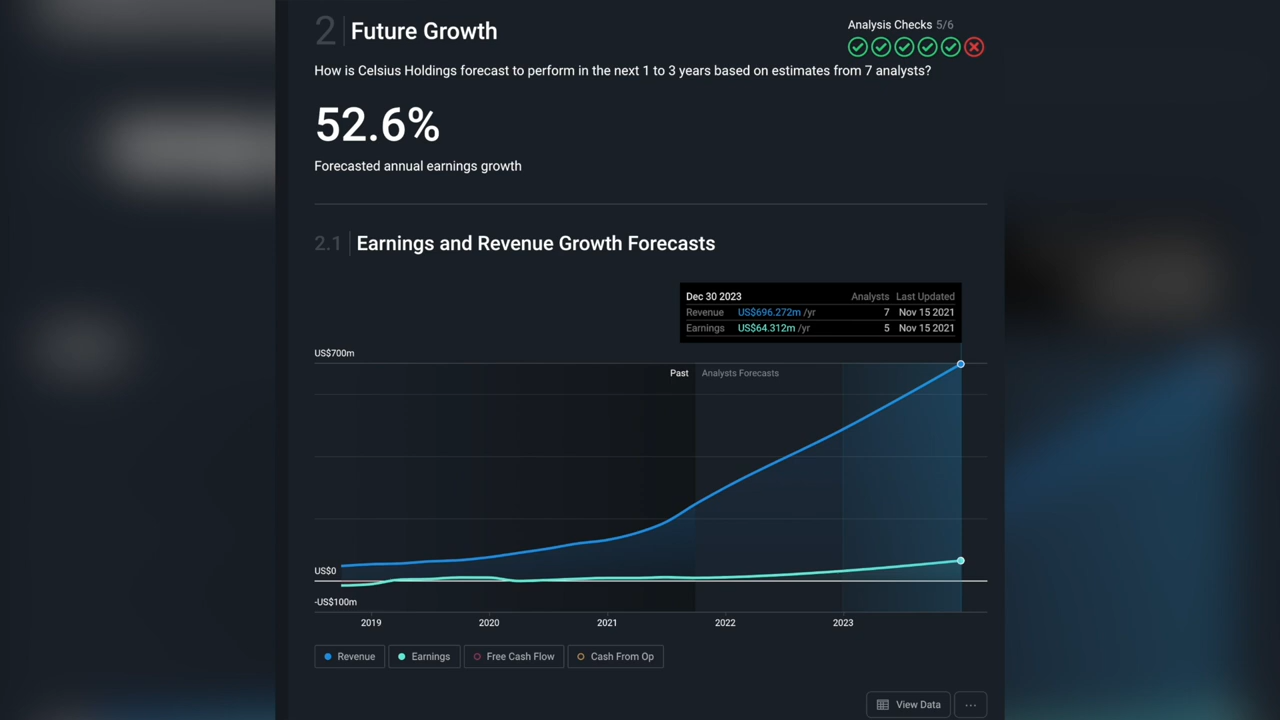 2 Future Growth
Analysis Checks 5/6
How is Celsius Holdings forecast to perform in the next 1 to 3 years based on estimates from 7 analysts?
52.6%
Forecasted annual earnings growth
2.1 Earnings and Revenue Growth Forecasts
Dec 30 2023 Analysts Last Updated
Revenue US$696.272m /yr 7 Nov 15 2021
Earnings US$64.312m /yr 5 Nov 15 2021
US$700m
Past Analysts Forecasts
US$0
-US$100m
2019 2020 2021 2022 2023
Revenue Earnings Free Cash Flow Cash From Op
View Data ...